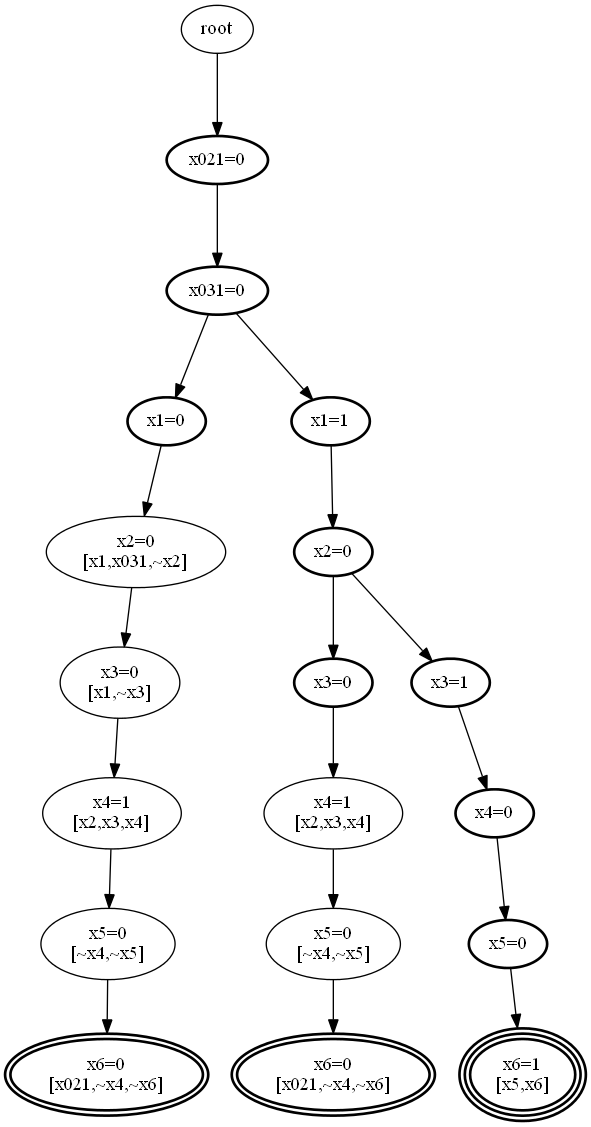 root
x021=0
x031=0
x1=0
x1=1
x2=0
[x1,x031,~x2]
x2=0
x3=0
[x1,~x3]
x3=0
x3=1
x4=1
[x2,x3,x4]
x4=1
[x2,x3,x4]
x4=0
x5=0
[~x4,~x5]
x5=0
[~x4,~x5]
x5=0
x6=0
[x021,~x4,~x6]
x6=0
[x021,~x4,~x6]
x6=1
[x5,x6]